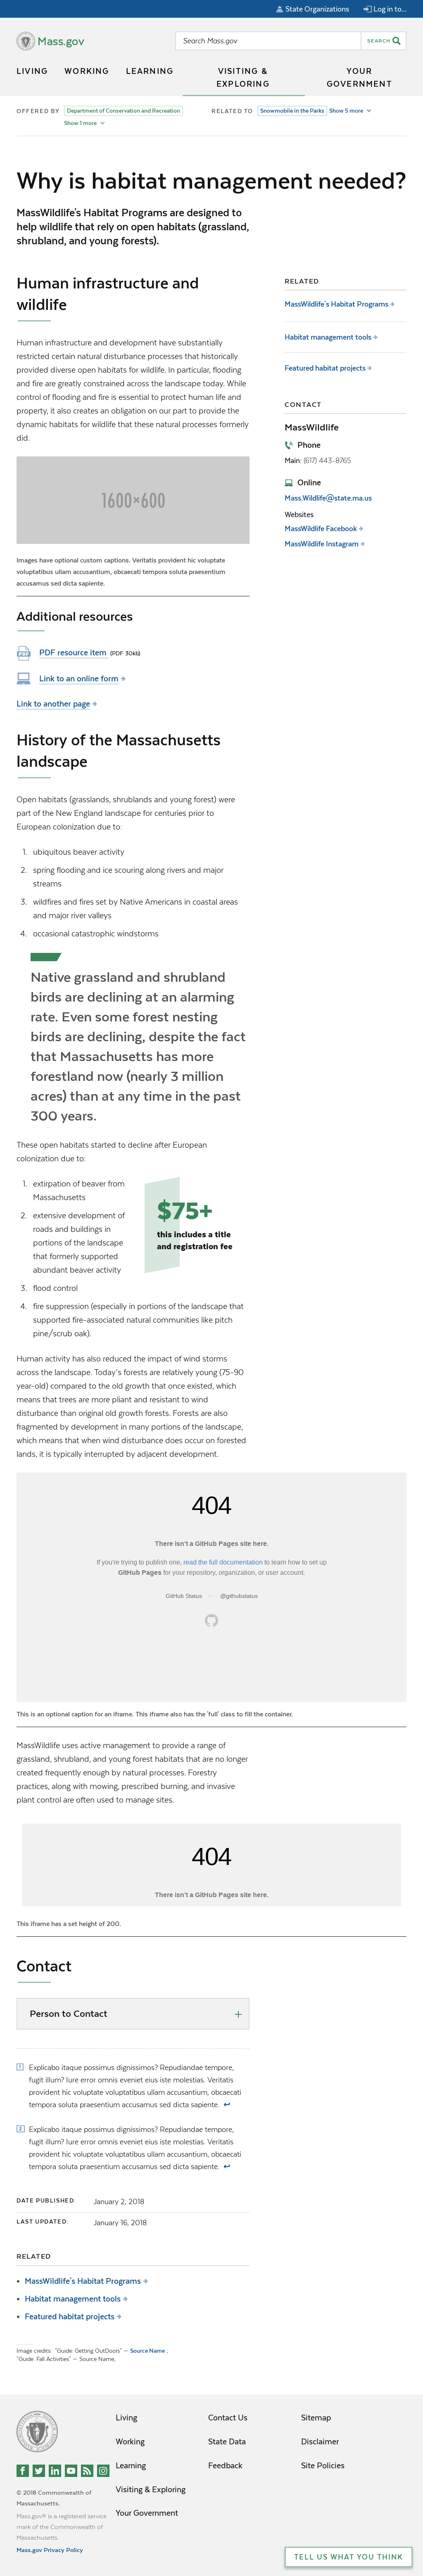 State Organizations
Log in to...
Mass.gov
Search Mass.gov
SEARCH
LIVING
WORKING
LEARNING
VISITING &
EXPLORING
YOUR
GOVERNMENT
OFFERED BY
Department of Conservation and Recreation
Show 1 more
RELATED TO
Snowmobile in the Parks
Show 5 more
Why is habitat management needed?
MassWildlife's Habitat Programs are designed to
help wildlife that rely on open habitats (grassland,
shrubland, and young forests).
Human infrastructure and
wildlife
Human infrastructure and development have substantially
restricted certain natural disturbance processes that historically
provided diverse open habitats for wildlife. In particular, flooding
and fire are greatly constrained across the landscape today. While
control of flooding and fire is essential to protect human life and
property, it also creates an obligation on our part to provide the
dynamic habitats for wildlife that these natural processes formerly
did.
1600×600
Images have optional custom captions. Veritatis provident hic voluptate
voluptatibus ullam accusantium, obcaecati tempora soluta praesentium
accusamus sed dicta sapiente.
Additional resources
PDF
PDF resource item (PDF 30kb)
Link to an online form
Link to another page
RELATED
MassWildlife's Habitat Programs
Habitat management tools
Featured habitat projects
CONTACT
MassWildlife
Phone
Main: (617) 443-8765
Online
Mass.Wildlife@state.ma.us
Websites
MassWildlife Facebook
MassWildlife Instagram
History of the Massachusetts
landscape
Open habitats (grasslands, shrublands and young forest) were
part of the New England landscape for centuries prior to
European colonization due to:
1. ubiquitous beaver activity
2. spring flooding and ice scouring along rivers and major
streams
3. wildfires and fires set by Native Americans in coastal areas
and major river valleys
4. occasional catastrophic windstorms
Native grassland and shrubland
birds are declining at an alarming
rate. Even some forest nesting
birds are declining, despite the fact
that Massachusetts has more
forestland now (nearly 3 million
acres) than at any time in the past
300 years.
These open habitats started to decline after European
colonization due to:
1. extirpation of beaver from
Massachusetts
2. extensive development of
roads and buildings in
portions of the landscape
that formerly supported
abundant beaver activity
3. flood control
4. fire suppression (especially in portions of the landscape that
supported fire-associated natural communities like pitch
pine/scrub oak).
$75+
this includes a title
and registration fee
Human activity has also reduced the impact of wind storms
across the landscape. Today's forests are relatively young (75-90
year-old) compared to the old growth that once existed, which
means that trees are more pliant and resistant to wind
disturbance than original old growth forests. Forests are also
fragmented by development in many portions of the landscape,
which means that while wind disturbance does occur on forested
lands, it is typically interrupted by adjacent development.
404
There isn't a GitHub Pages site here.
If you're trying to publish one, read the full documentation to learn how to set up
GitHub Pages for your repository, organization, or user account.
GitHub Status — @githubstatus
This is an optional caption for an iframe. This iframe also has the 'full' class to fill the container.
MassWildlife uses active management to provide a range of
grassland, shrubland, and young forest habitats that are no longer
created frequently enough by natural processes. Forestry
practices, along with mowing, prescribed burning, and invasive
plant control are often used to manage sites.
404
There isn't a GitHub Pages site here.
This iframe has a set height of 200.
Contact
Person to Contact
1 Explicabo itaque possimus dignissimos? Repudiandae tempore,
fugit illum? Iure error omnis eveniet eius iste molestias. Veritatis
provident hic voluptate voluptatibus ullam accusantium, obcaecati
tempora soluta praesentium accusamus sed dicta sapiente. ↩
2 Explicabo itaque possimus dignissimos? Repudiandae tempore,
fugit illum? Iure error omnis eveniet eius iste molestias. Veritatis
provident hic voluptate voluptatibus ullam accusantium, obcaecati
tempora soluta praesentium accusamus sed dicta sapiente. ↩
DATE PUBLISHED: January 2, 2018
LAST UPDATED: January 16, 2018
RELATED
MassWildlife's Habitat Programs
Habitat management tools
Featured habitat projects
Image credits: "Guide: Getting OutDoors" — Source Name ;
"Guide: Fall Activities" — Source Name.
Living
Working
Learning
Visiting & Exploring
Your Government
Contact Us
State Data
Feedback
Sitemap
Disclaimer
Site Policies
© 2018 Commonwealth of
Massachusetts.
Mass.gov® is a registered service
mark of the Commonwealth of
Massachusetts.
Mass.gov Privacy Policy
TELL US WHAT YOU THINK